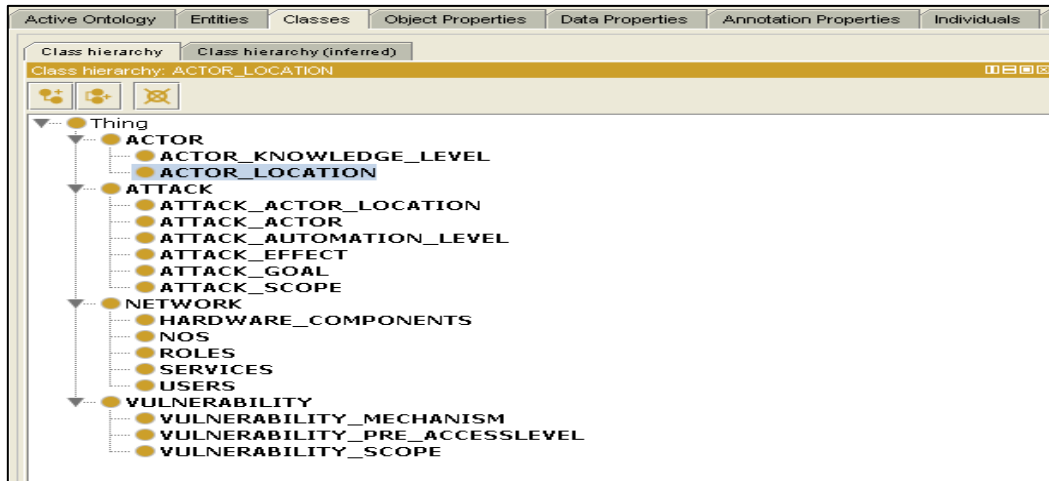 Active Ontology Entities Classes Object Properties Data Properties Annotation Properties Individuals
Class hierarchy Class hierarchy (inferred)
Class hierarchy: ACTOR_LOCATION
Thing
ACTOR
ACTOR_KNOWLEDGE_LEVEL
ACTOR_LOCATION
ATTACK
ATTACK_ACTOR_LOCATION
ATTACK_ACTOR
ATTACK_AUTOMATION_LEVEL
ATTACK_EFFECT
ATTACK_GOAL
ATTACK_SCOPE
NETWORK
HARDWARE_COMPONENTS
NOS
ROLES
SERVICES
USERS
VULNERABILITY
VULNERABILITY_MECHANISM
VULNERABILITY_PRE_ACCESSLEVEL
VULNERABILITY_SCOPE